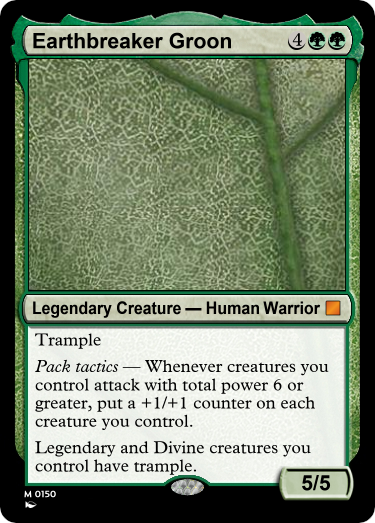 Earthbreaker Groon 4
Legendary Creature — Human Warrior
Trample
Pack tactics — Whenever creatures you
control attack with total power 6 or
greater, put a +1/+1 counter on each
creature you control.
Legendary and Divine creatures you
control have trample.
5/5
M 0150